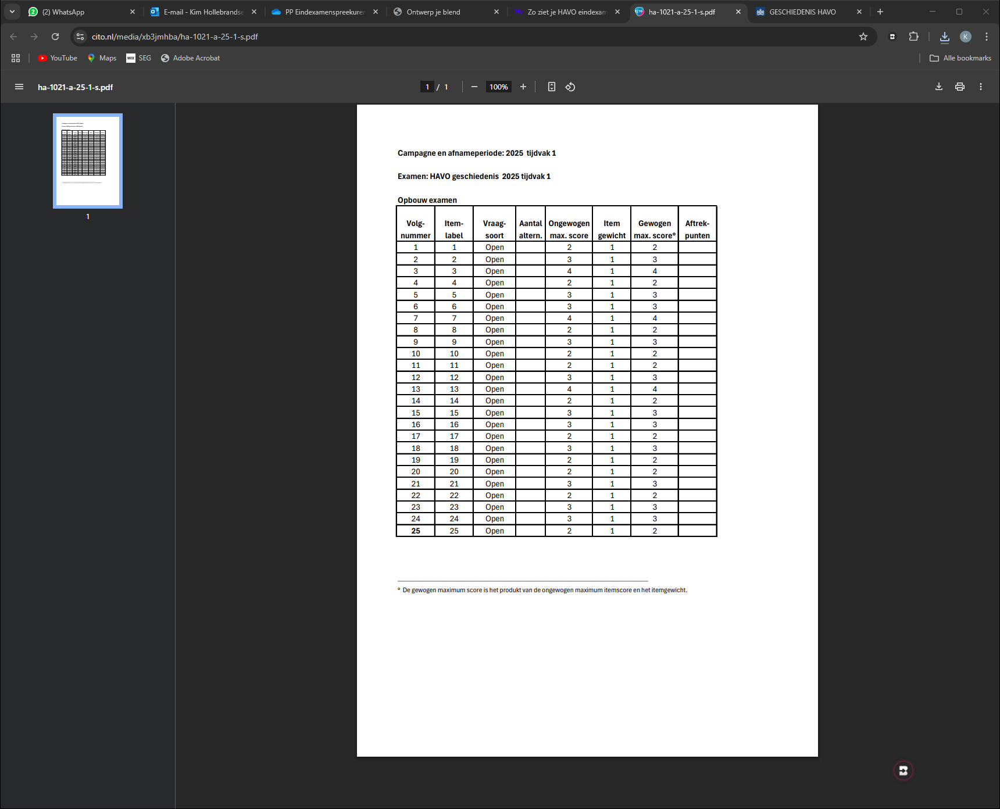 (2) WhatsApp
E-mail - Kim Hollebrandse
PP Eindexamenspreekuren
Ontwerp je blend
Zo ziet je HAVO eindexam
ha-1021-a-25-1-s.pdf
GESCHIEDENIS HAVO
cito.nl/media/xb3jmhba/ha-1021-a-25-1-s.pdf
K
YouTube
Maps
WIX SEG
Adobe Acrobat
Alle bookmarks
ha-1021-a-25-1-s.pdf
1 / 1
100%
1
Campagne en afnameperiode: 2025 tijdvak 1
Examen: HAVO geschiedenis 2025 tijdvak 1
Opbouw examen
Volg- Item- Vraag- Aantal Ongewogen Item Gewogen Aftrek-
nummer label soort altern. max. score gewicht max. score° punten
1 1 Open 2 1 2
2 2 Open 3 1 3
3 3 Open 4 1 4
4 4 Open 2 1 2
5 5 Open 3 1 3
6 6 Open 3 1 3
7 7 Open 4 1 4
8 8 Open 2 1 2
9 9 Open 3 1 3
10 10 Open 2 1 2
11 11 Open 2 1 2
12 12 Open 3 1 3
13 13 Open 4 1 4
14 14 Open 2 1 2
15 15 Open 3 1 3
16 16 Open 3 1 3
17 17 Open 2 1 2
18 18 Open 3 1 3
19 19 Open 2 1 2
20 20 Open 2 1 2
21 21 Open 3 1 3
22 22 Open 2 1 2
23 23 Open 3 1 3
24 24 Open 3 1 3
25 25 Open 2 1 2
° De gewogen maximum score is het produkt van de ongewogen maximum itemscore en het itemgewicht.